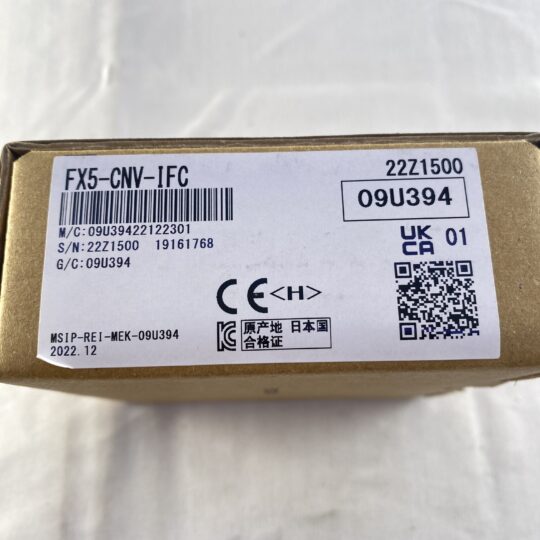 FX5-CNV-IFC
22Z1500
09U394
M/C:09U39422122301
S/N:22Z1500 19161768
G/C:09U394
UK
CA 01
CE <H>
原产地 日本国
合格证
MSIP-REI-MEK-09U394
2022.12